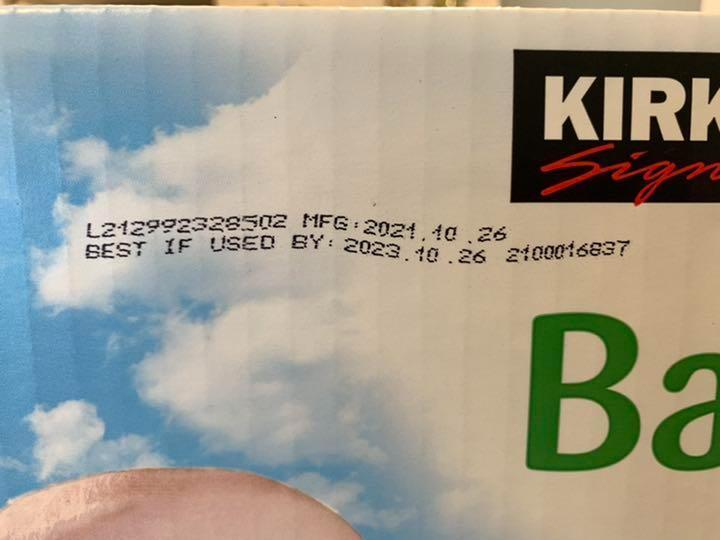 KIRK
Sign
L212992328502 MFG:2021.10.26
BEST IF USED BY: 2023.10.26 2100016837
Ba